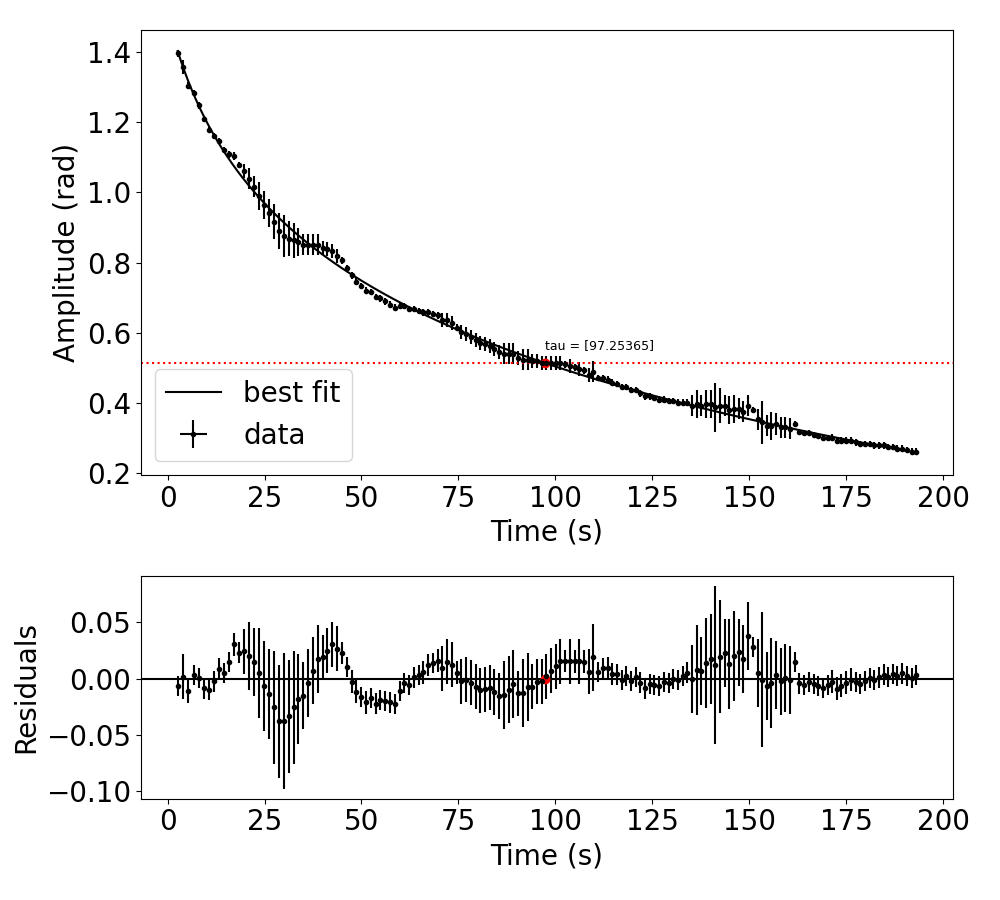 1.4
1.2
1.0
0.8
0.6
0.4
0.2
Amplitude (rad)
tau = [97.25365]
best fit
data
0 25 50 75 100 125 150 175 200
Time (s)
0.05
0.00
−0.05
−0.10
Residuals
0 25 50 75 100 125 150 175 200
Time (s)